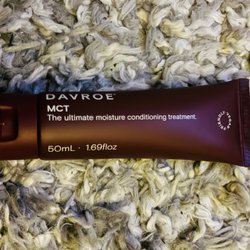 DAVROE
MCT
The ultimate moisture conditioning treatment.
50mL · 1.69floz